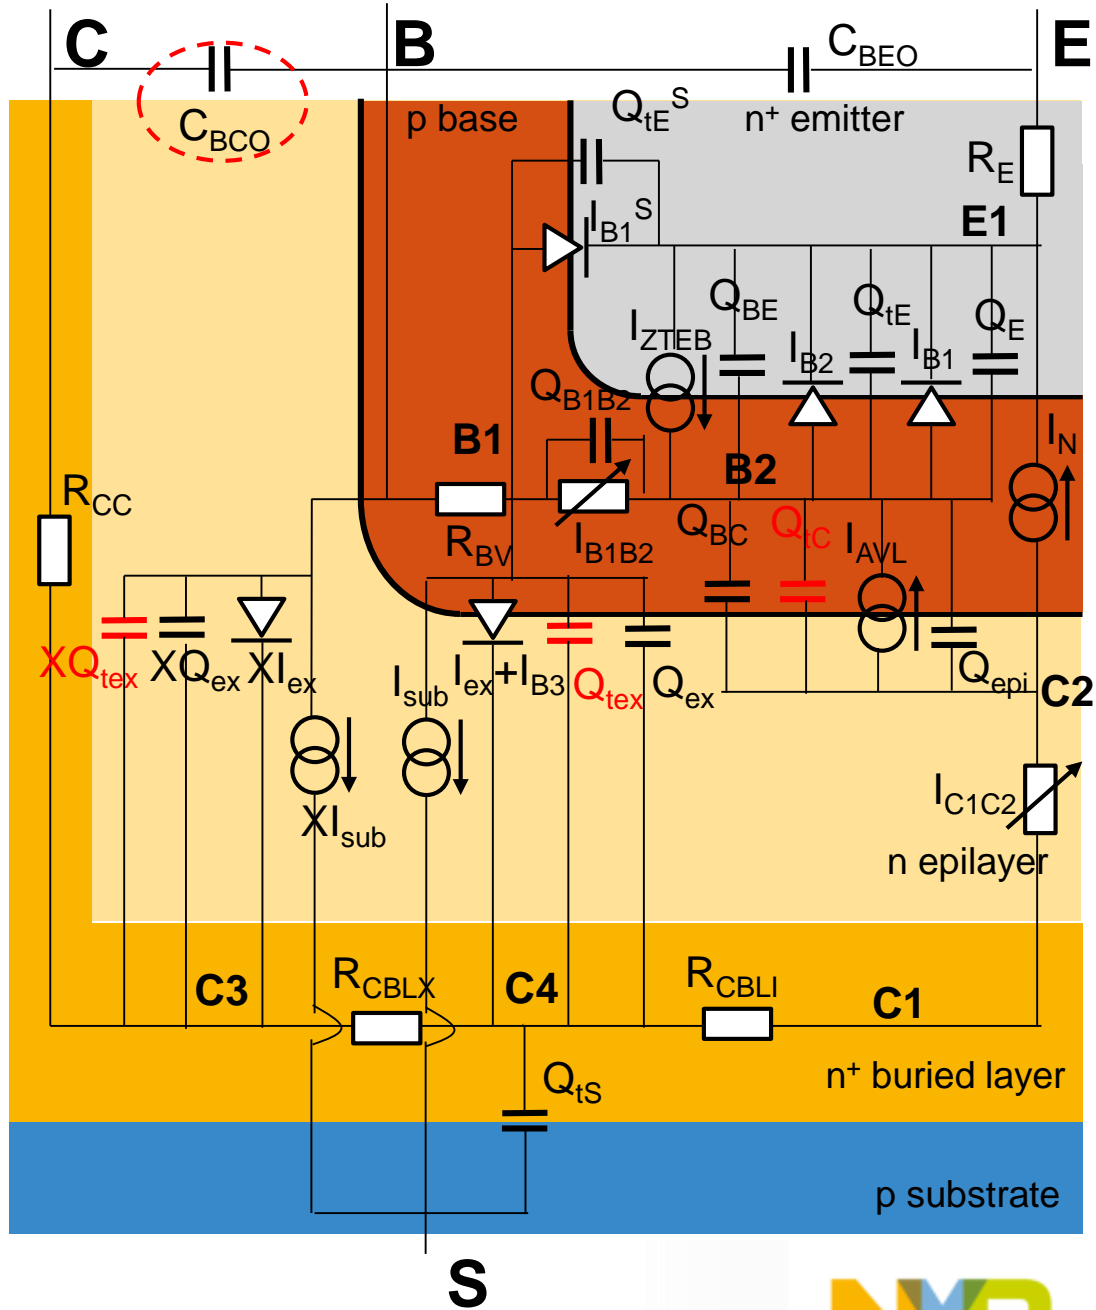 C B C_BEO E
C_BCO
p base Q_tE^S n⁺ emitter
R_E
I_B1^S E1
Q_BE Q_tE Q_E
I_ZTEB I_B2 I_B1
Q_B1B2
B1 B2 I_N
R_CC
R_BV I_B1B2 Q_BC Q_tC I_AVL
XQ_tex XQ_ex XI_ex I_sub I_ex+I_B3 Q_tex Q_ex Q_epi C2
XI_sub I_C1C2
n epilayer
C3 R_CBLX C4 R_CBLI C1
Q_tS n⁺ buried layer
p substrate
S